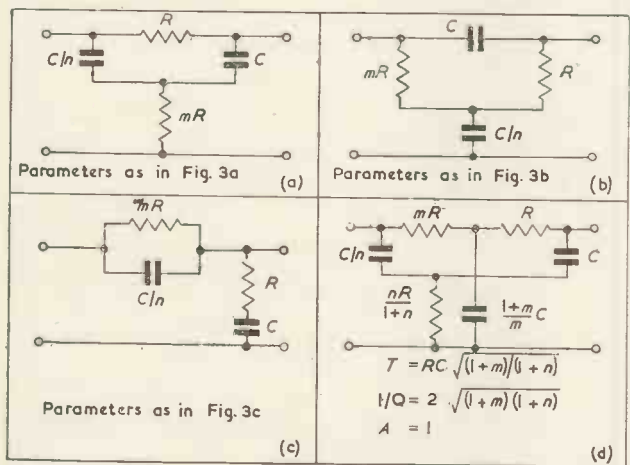 R
C/n
C
mR
Parameters as in Fig. 3a
(a)
C
mR
R
C/n
Parameters as in Fig. 3b
(b)
mR
C/n
R
C
Parameters as in Fig. 3c
(c)
mR
R
C/n
C
nR
1+n
1+m
m
C
T = RC √(1+m)/(1+n)
1/Q = 2 √(1+m)(1+n)
A = 1
(d)